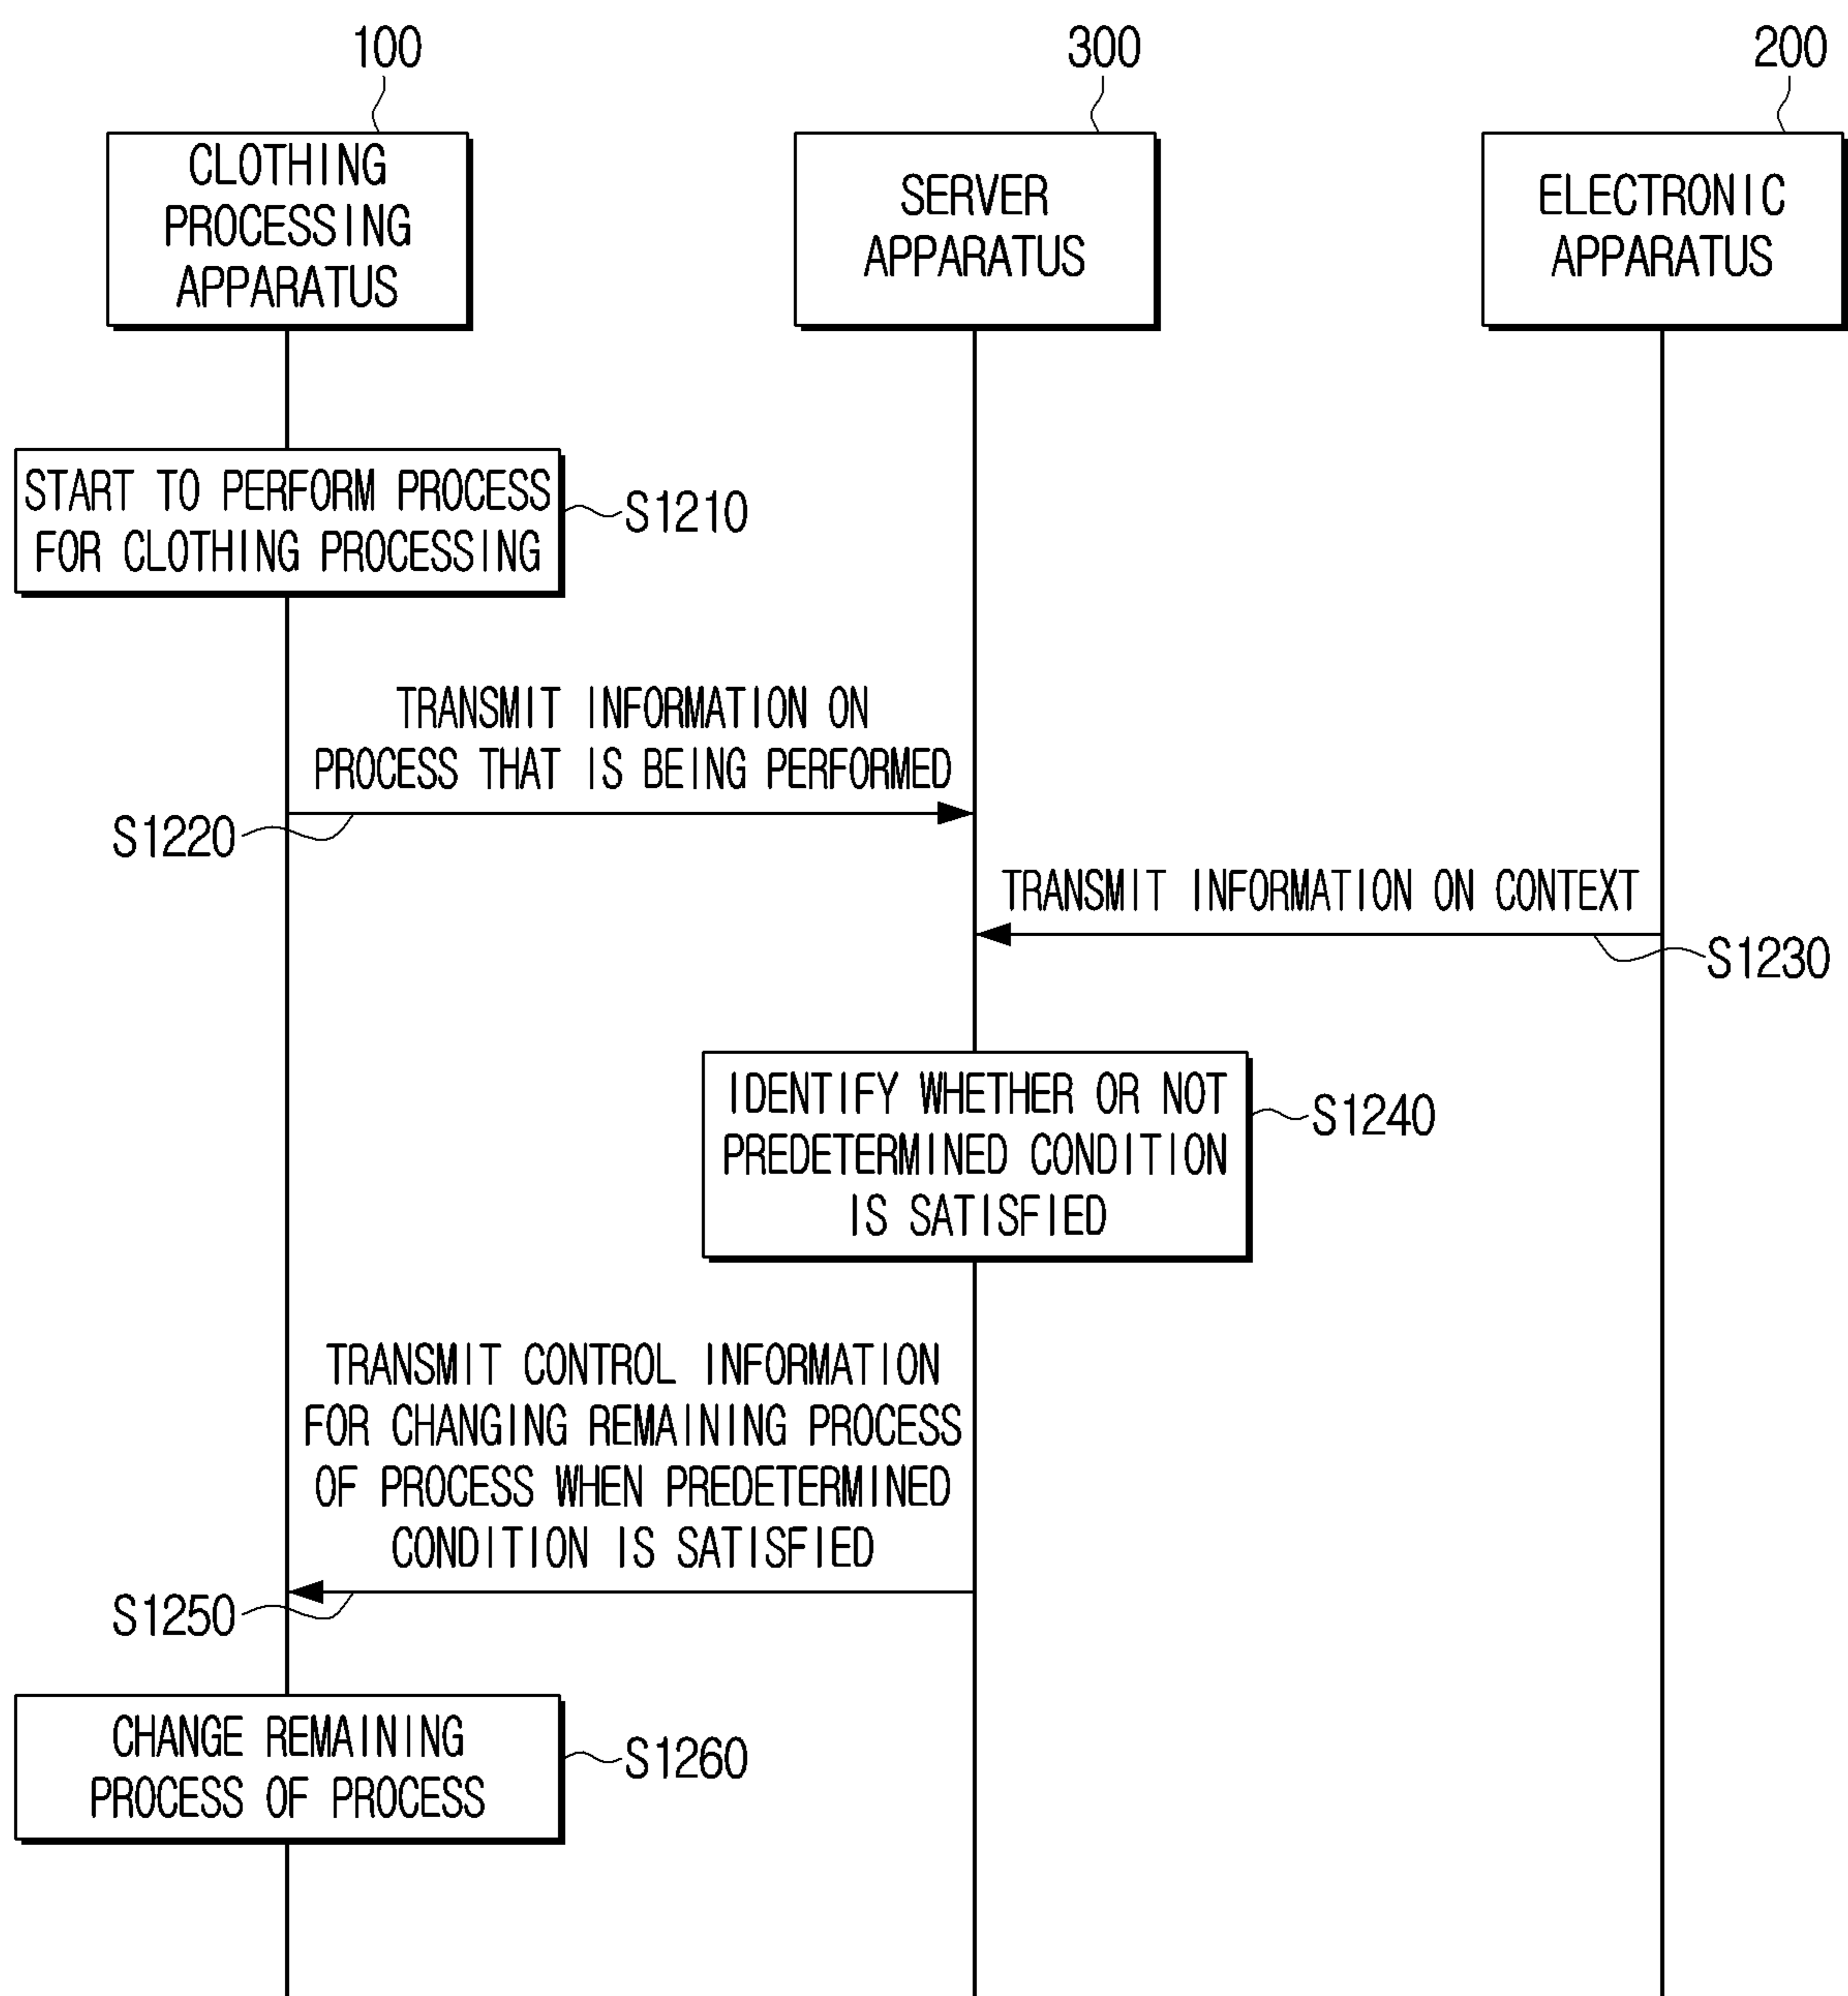 100
300
200
CLOTHING
PROCESSING
APPARATUS
SERVER
APPARATUS
ELECTRONIC
APPARATUS
START TO PERFORM PROCESS
FOR CLOTHING PROCESSING
S1210
TRANSMIT INFORMATION ON
PROCESS THAT IS BEING PERFORMED
S1220
TRANSMIT INFORMATION ON CONTEXT
S1230
IDENTIFY WHETHER OR NOT
PREDETERMINED CONDITION
IS SATISFIED
S1240
TRANSMIT CONTROL INFORMATION
FOR CHANGING REMAINING PROCESS
OF PROCESS WHEN PREDETERMINED
CONDITION IS SATISFIED
S1250
CHANGE REMAINING
PROCESS OF PROCESS
S1260